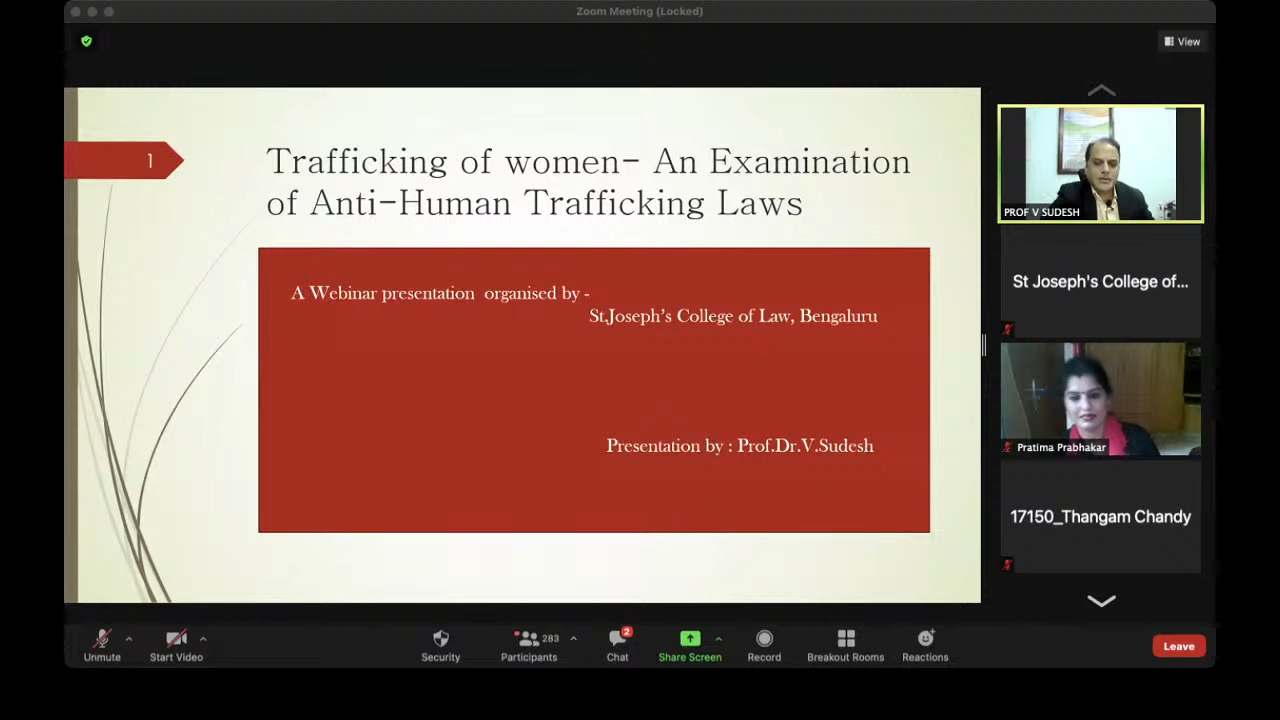 Zoom Meeting (Locked)
View
1
Trafficking of women- An Examination
of Anti-Human Trafficking Laws
A Webinar presentation organised by -
St.Joseph's College of Law, Bengaluru
Presentation by : Prof.Dr.V.Sudesh
PROF V SUDESH
St Joseph's College of...
Pratima Prabhakar
17150_Thangam Chandy
Unmute
Start Video
Security
Participants
283
Chat
2
Share Screen
Record
Breakout Rooms
Reactions
Leave